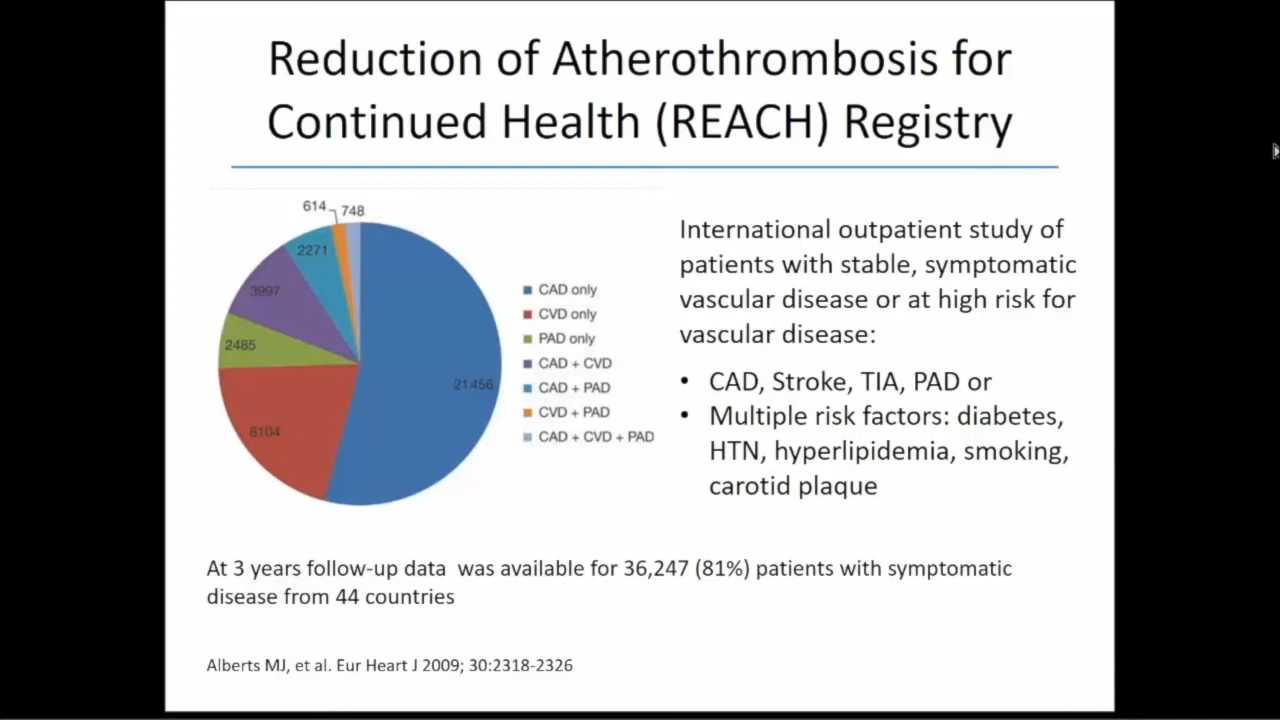 Reduction of Atherothrombosis for
Continued Health (REACH) Registry
614
748
2271
3997
2485
8104
21456
CAD only
CVD only
PAD only
CAD + CVD
CAD + PAD
CVD + PAD
CAD + CVD + PAD
International outpatient study of
patients with stable, symptomatic
vascular disease or at high risk for
vascular disease:
• CAD, Stroke, TIA, PAD or
• Multiple risk factors: diabetes,
HTN, hyperlipidemia, smoking,
carotid plaque
At 3 years follow-up data was available for 36,247 (81%) patients with symptomatic
disease from 44 countries
Alberts MJ, et al. Eur Heart J 2009; 30:2318-2326